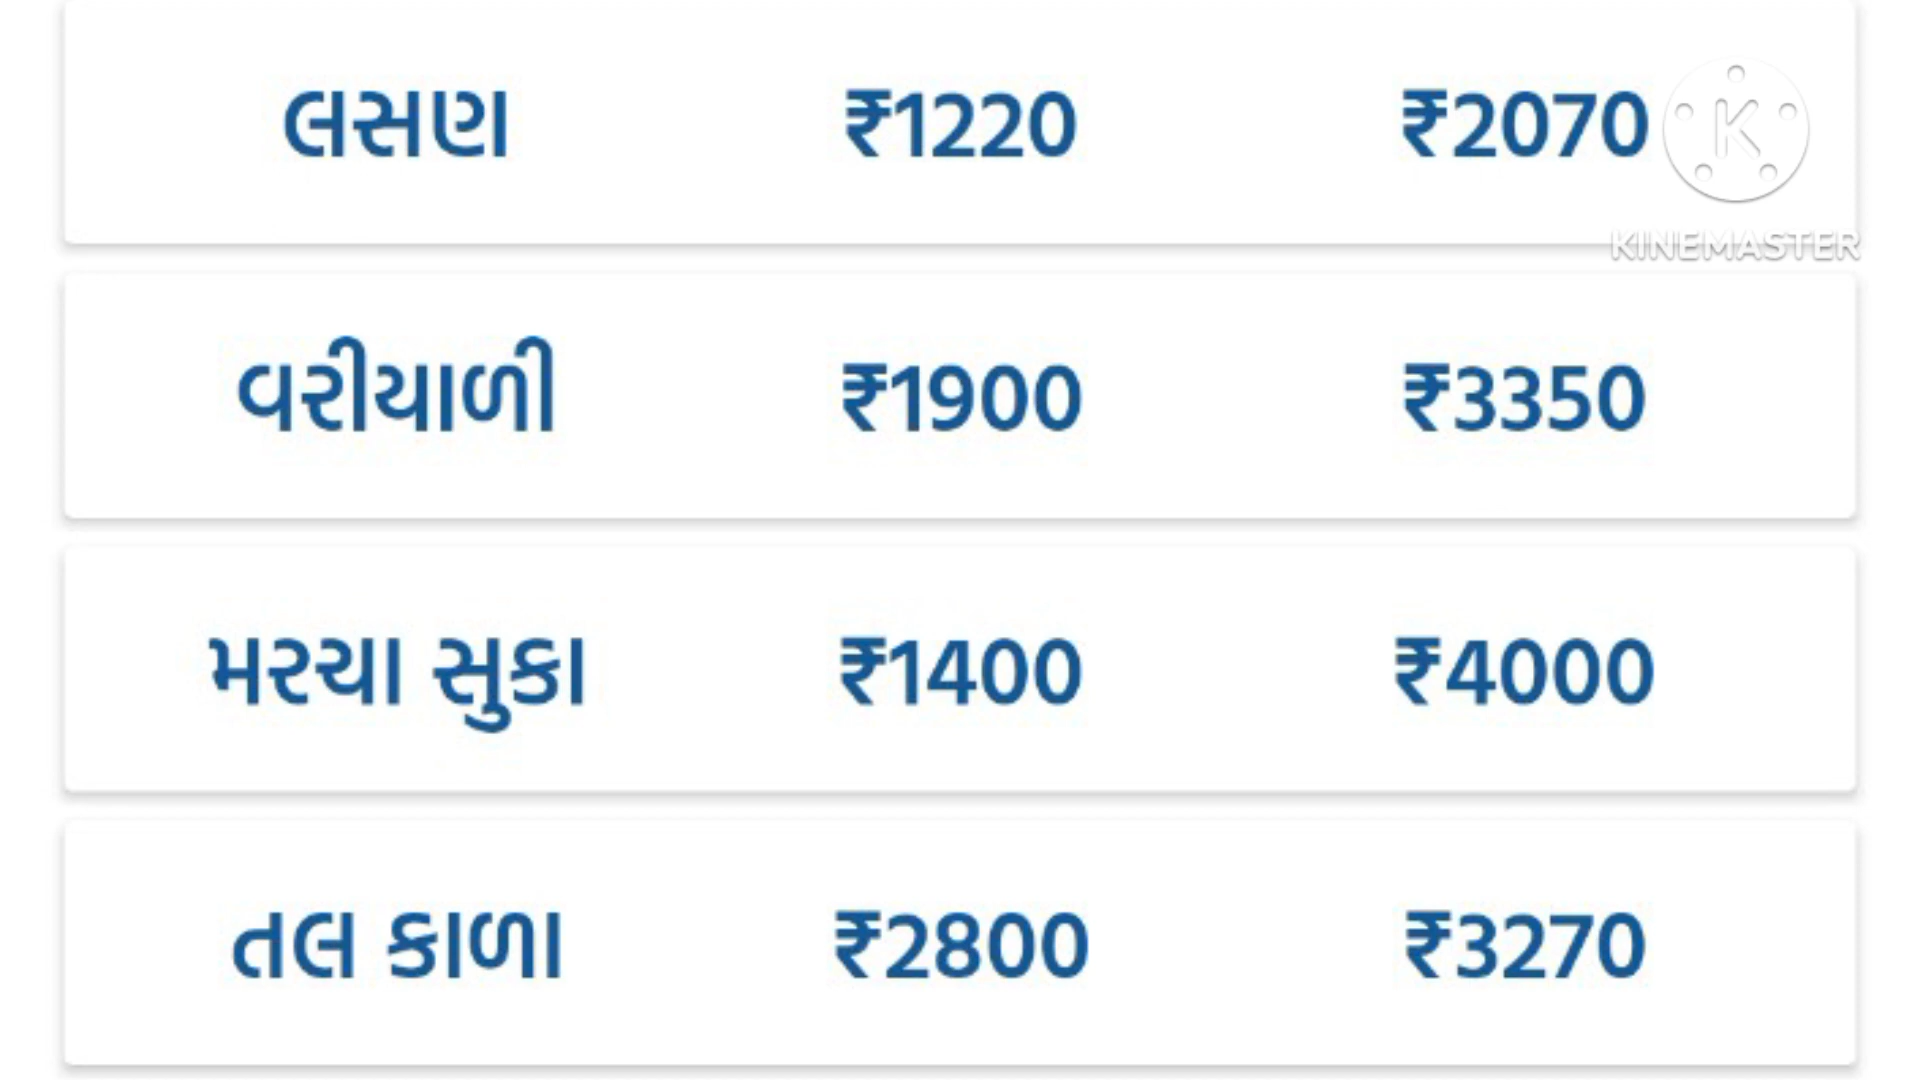 લસણ ₹1220 ₹2070
K
KINEMASTER
વરીયાળી ₹1900 ₹3350
મરચા સુકા ₹1400 ₹4000
તલ કાળા ₹2800 ₹3270